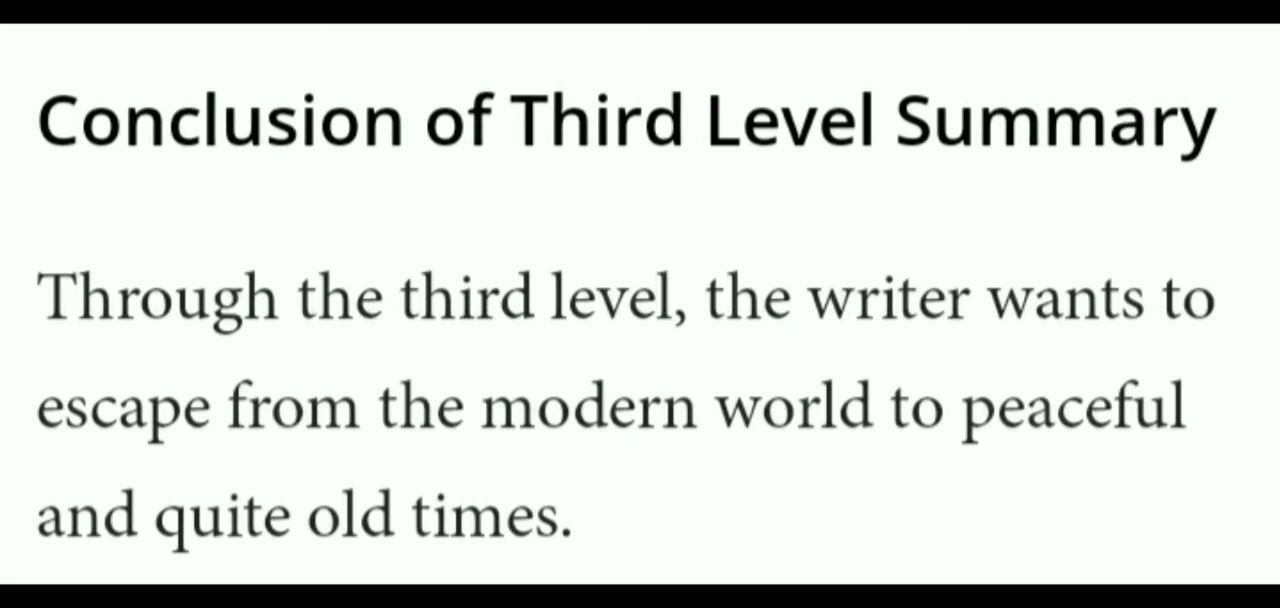 Conclusion of Third Level Summary
Through the third level, the writer wants to
escape from the modern world to peaceful
and quite old times.